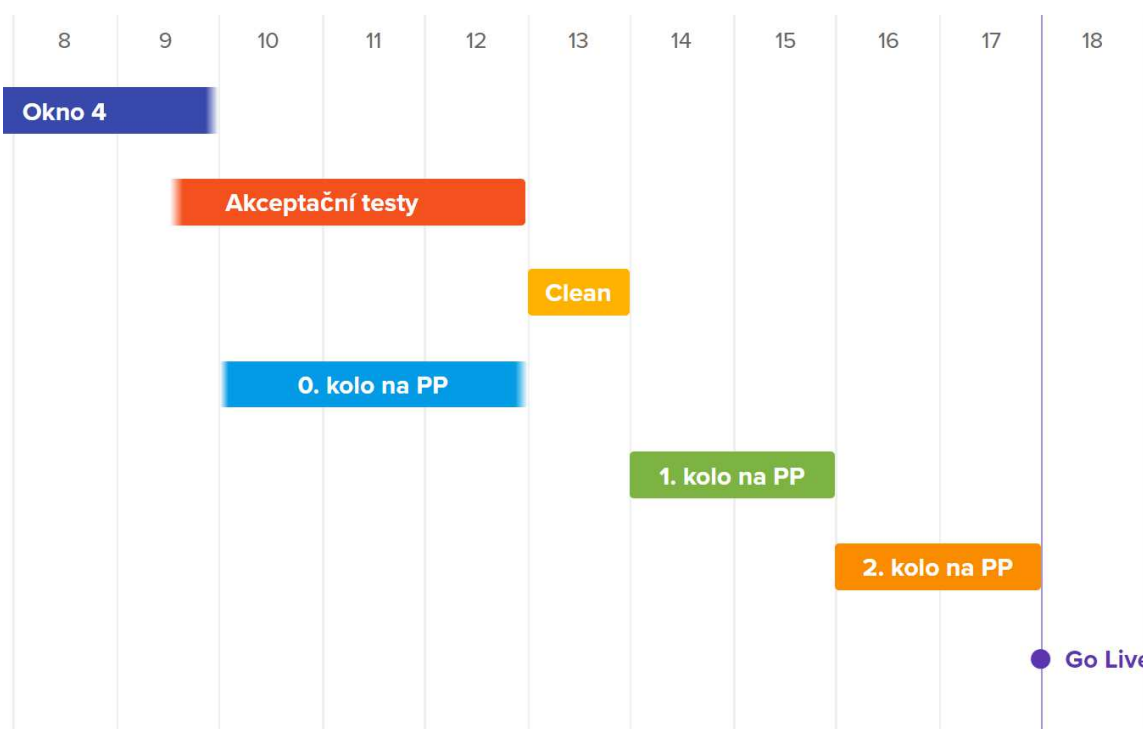 8 9 10 11 12 13 14 15 16 17 18
Okno 4
Akceptační testy
Clean
0. kolo na PP
1. kolo na PP
2. kolo na PP
Go Live